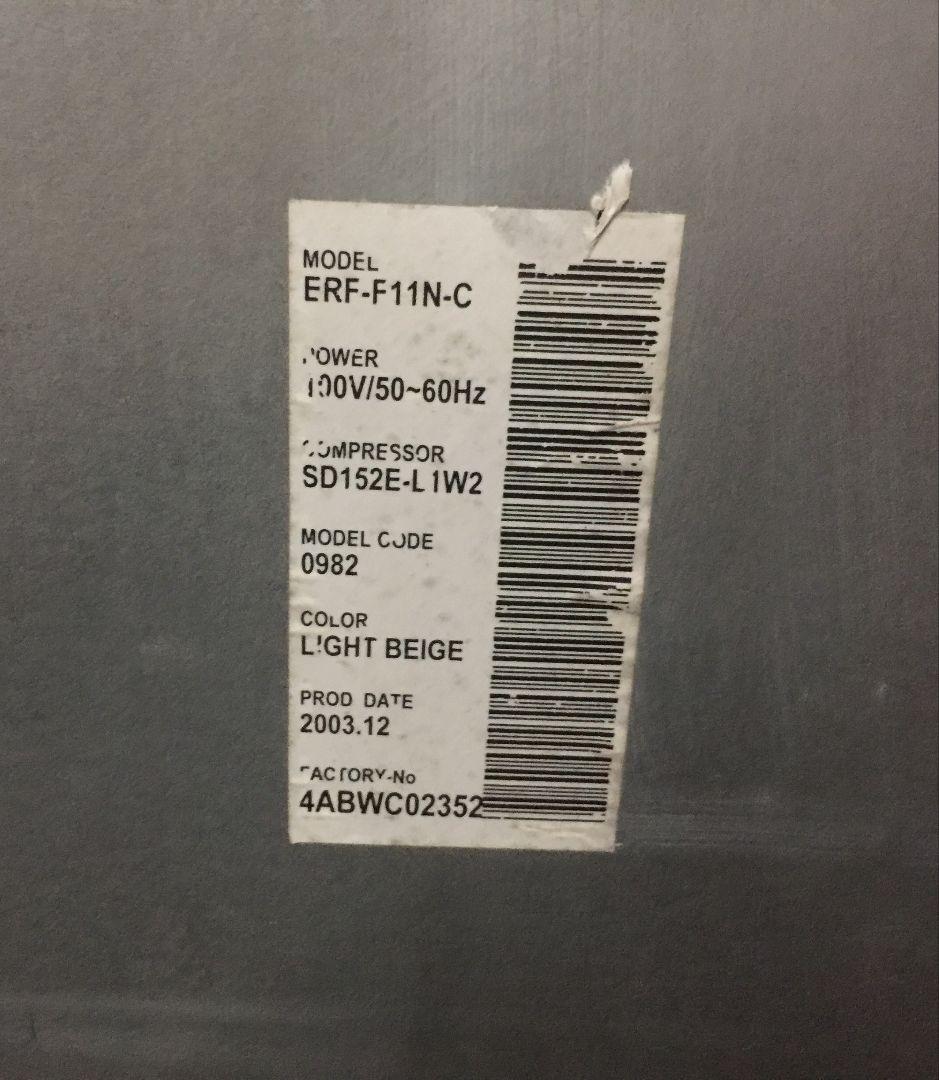 MODEL
ERF-F11N-C
POWER
100V/50~60Hz
COMPRESSOR
SD152E-L1W2
MODEL CODE
0982
COLOR
LIGHT BEIGE
PROD DATE
2003.12
FACTORY-No
4ABWC02352